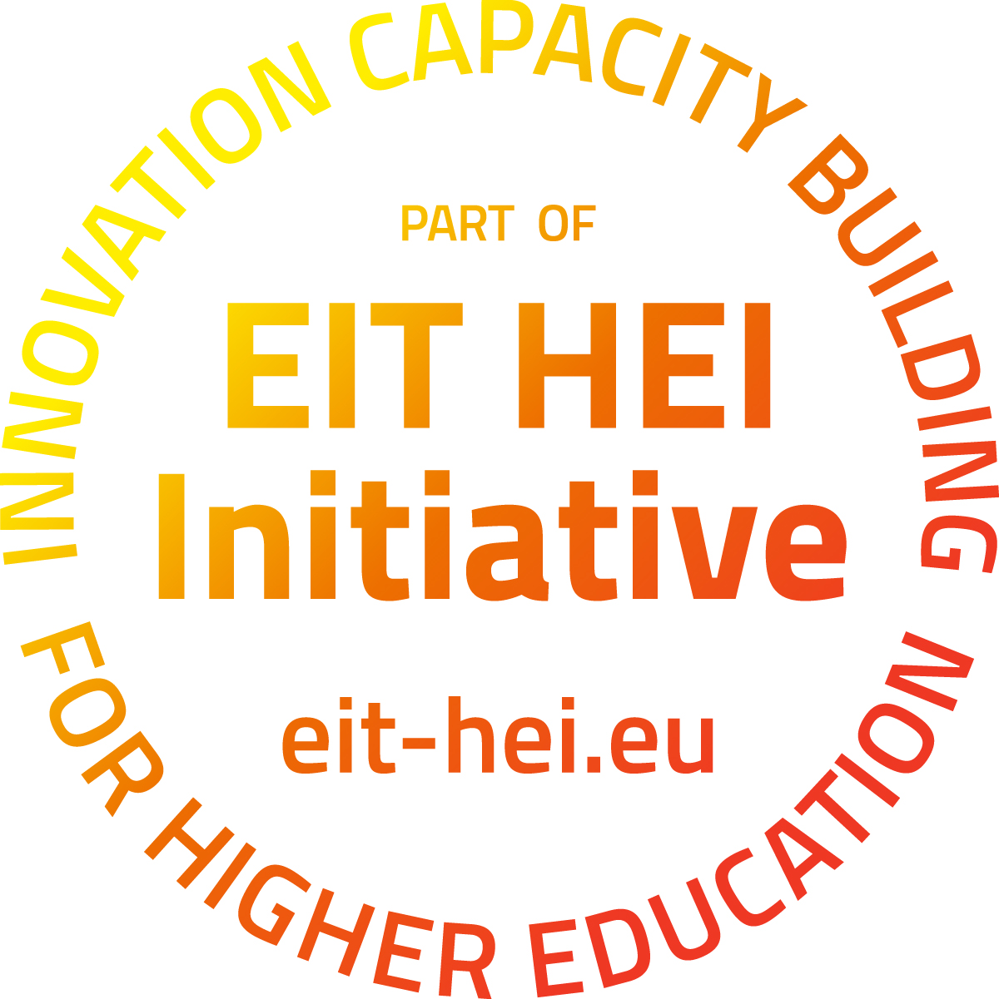 INNOVATION CAPACITY BUILDING
PART OF
EIT HEI
Initiative
eit-hei.eu
FOR HIGHER EDUCATION